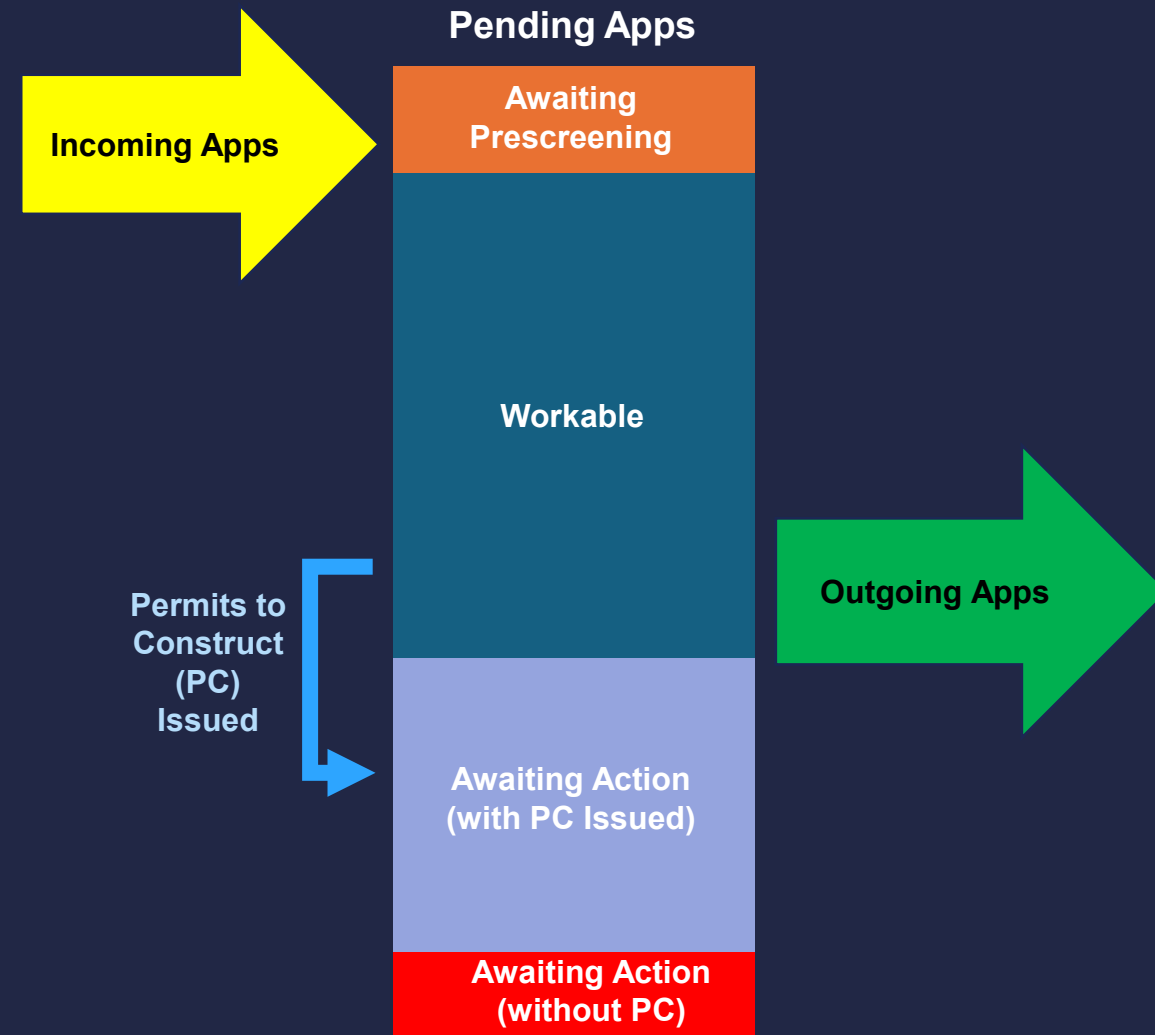 Pending Apps
Incoming Apps
Awaiting
Prescreening
Workable
Outgoing Apps
Permits to
Construct
(PC)
Issued
Awaiting Action
(with PC Issued)
Awaiting Action
(without PC)